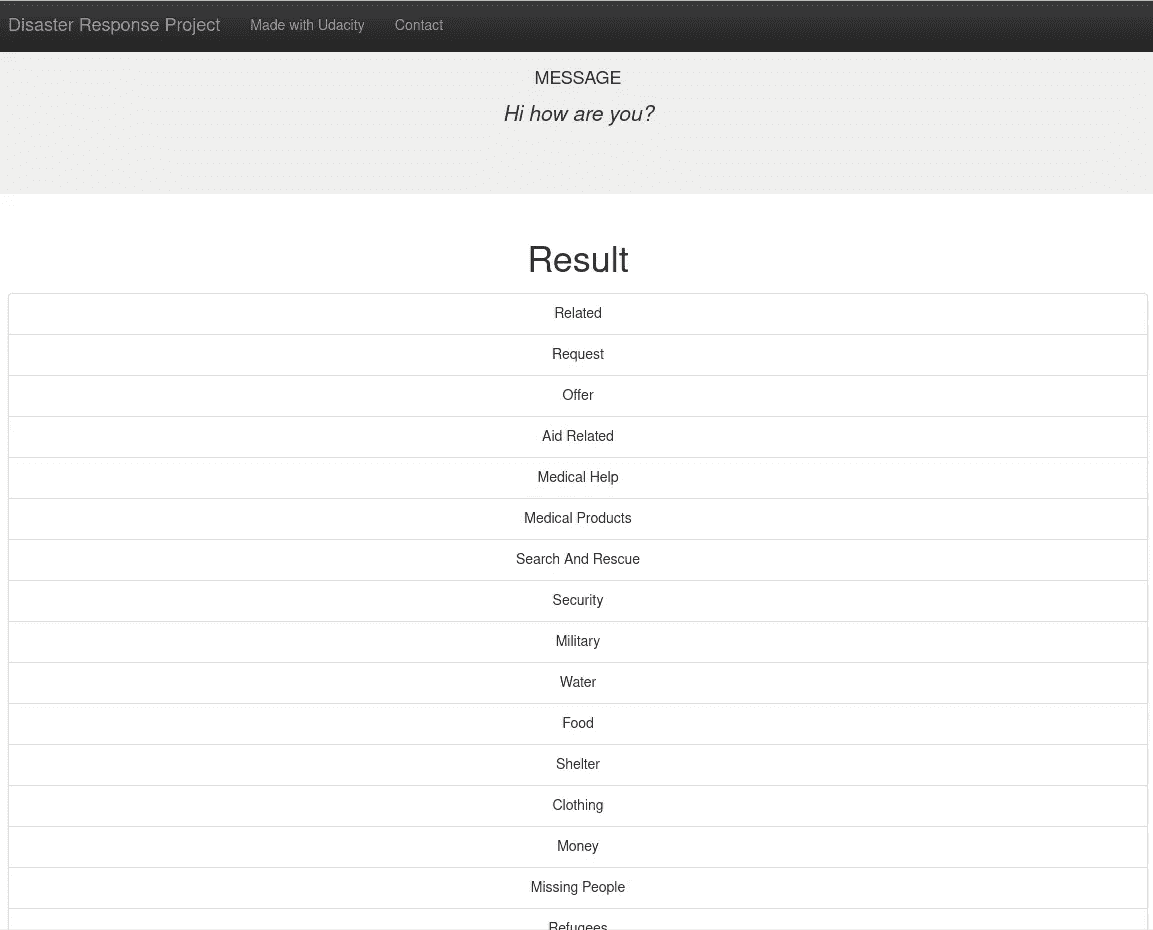 Disaster Response Project Made with Udacity Contact
MESSAGE
Hi how are you?
Result
Related
Request
Offer
Aid Related
Medical Help
Medical Products
Search And Rescue
Security
Military
Water
Food
Shelter
Clothing
Money
Missing People
Refugees